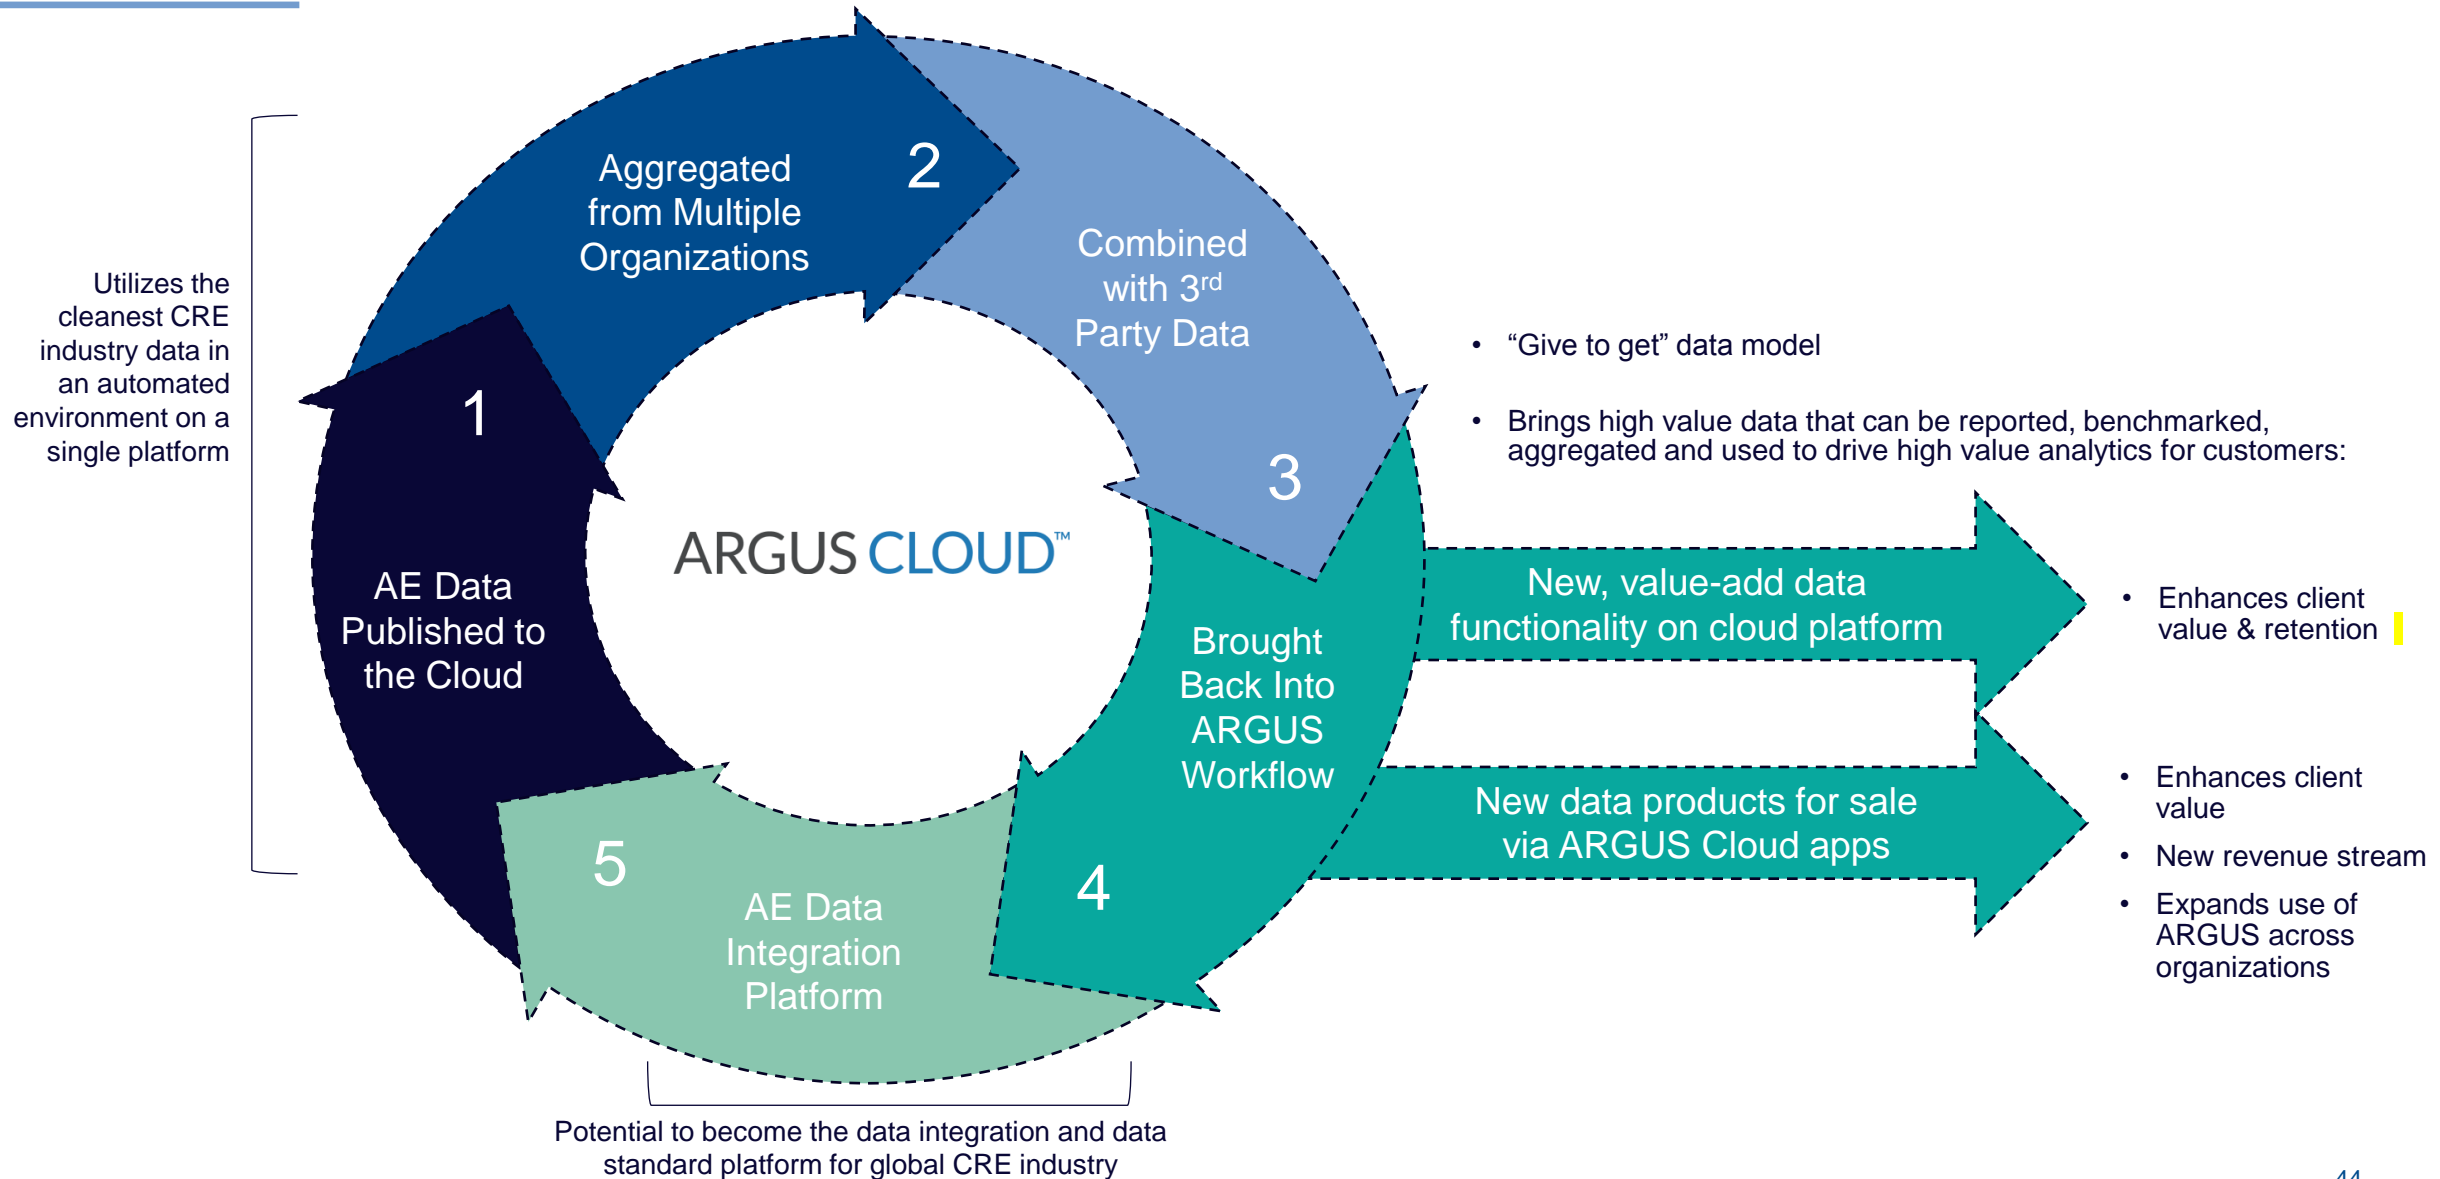 Utilizes the
cleanest CRE
industry data in
an automated
environment on a
single platform
1
AE Data
Published to
the Cloud
2
Aggregated
from Multiple
Organizations
3
Combined
with 3rd
Party Data
4
Brought
Back Into
ARGUS
Workflow
5
AE Data
Integration
Platform
ARGUS CLOUD™
• “Give to get” data model
• Brings high value data that can be reported, benchmarked,
aggregated and used to drive high value analytics for customers:
New, value-add data
functionality on cloud platform
• Enhances client
value & retention
New data products for sale
via ARGUS Cloud apps
• Enhances client
value
• New revenue stream
• Expands use of
ARGUS across
organizations
Potential to become the data integration and data
standard platform for global CRE industry
44